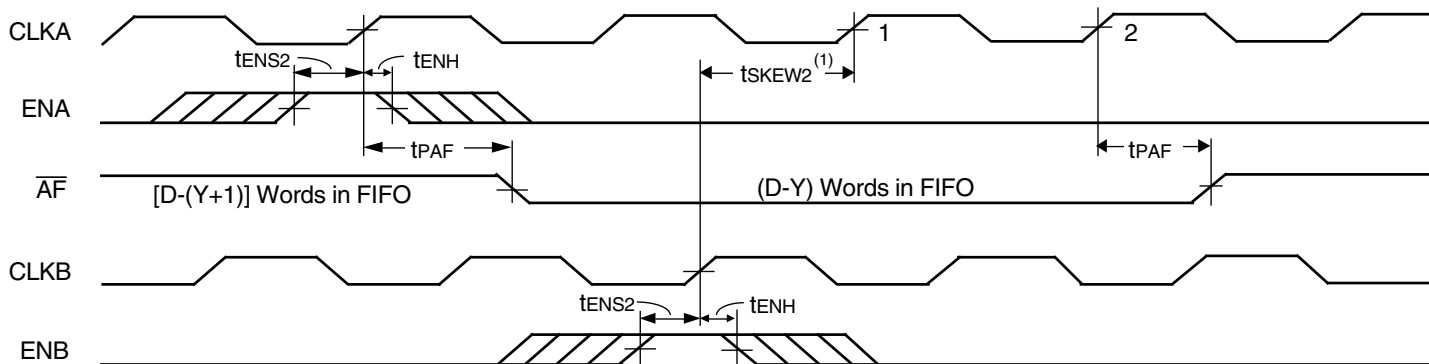 CLKA
1
2
tENS2
tENH
tSKEW2(1)
ENA
tPAF
tPAF
AF
[D-(Y+1)] Words in FIFO
(D-Y) Words in FIFO
CLKB
tENS2
tENH
ENB